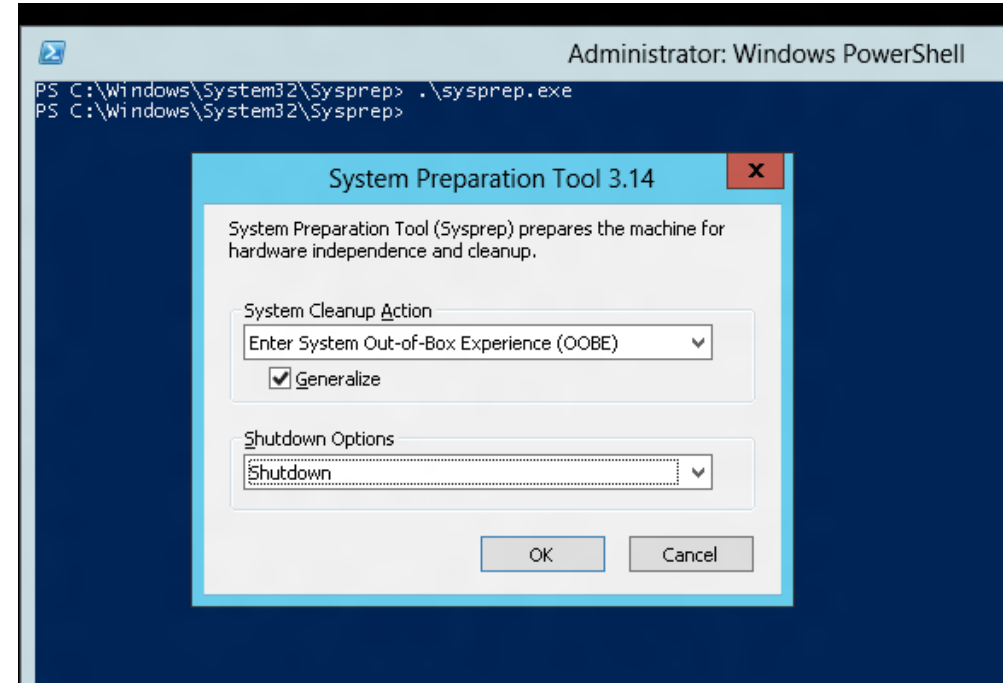 Administrator: Windows PowerShell
PS C:\Windows\System32\Sysprep> .\sysprep.exe
PS C:\Windows\System32\Sysprep>
System Preparation Tool 3.14
x
System Preparation Tool (Sysprep) prepares the machine for
hardware independence and cleanup.
System Cleanup Action
Enter System Out-of-Box Experience (OOBE)
Generalize
Shutdown Options
Shutdown
OK
Cancel